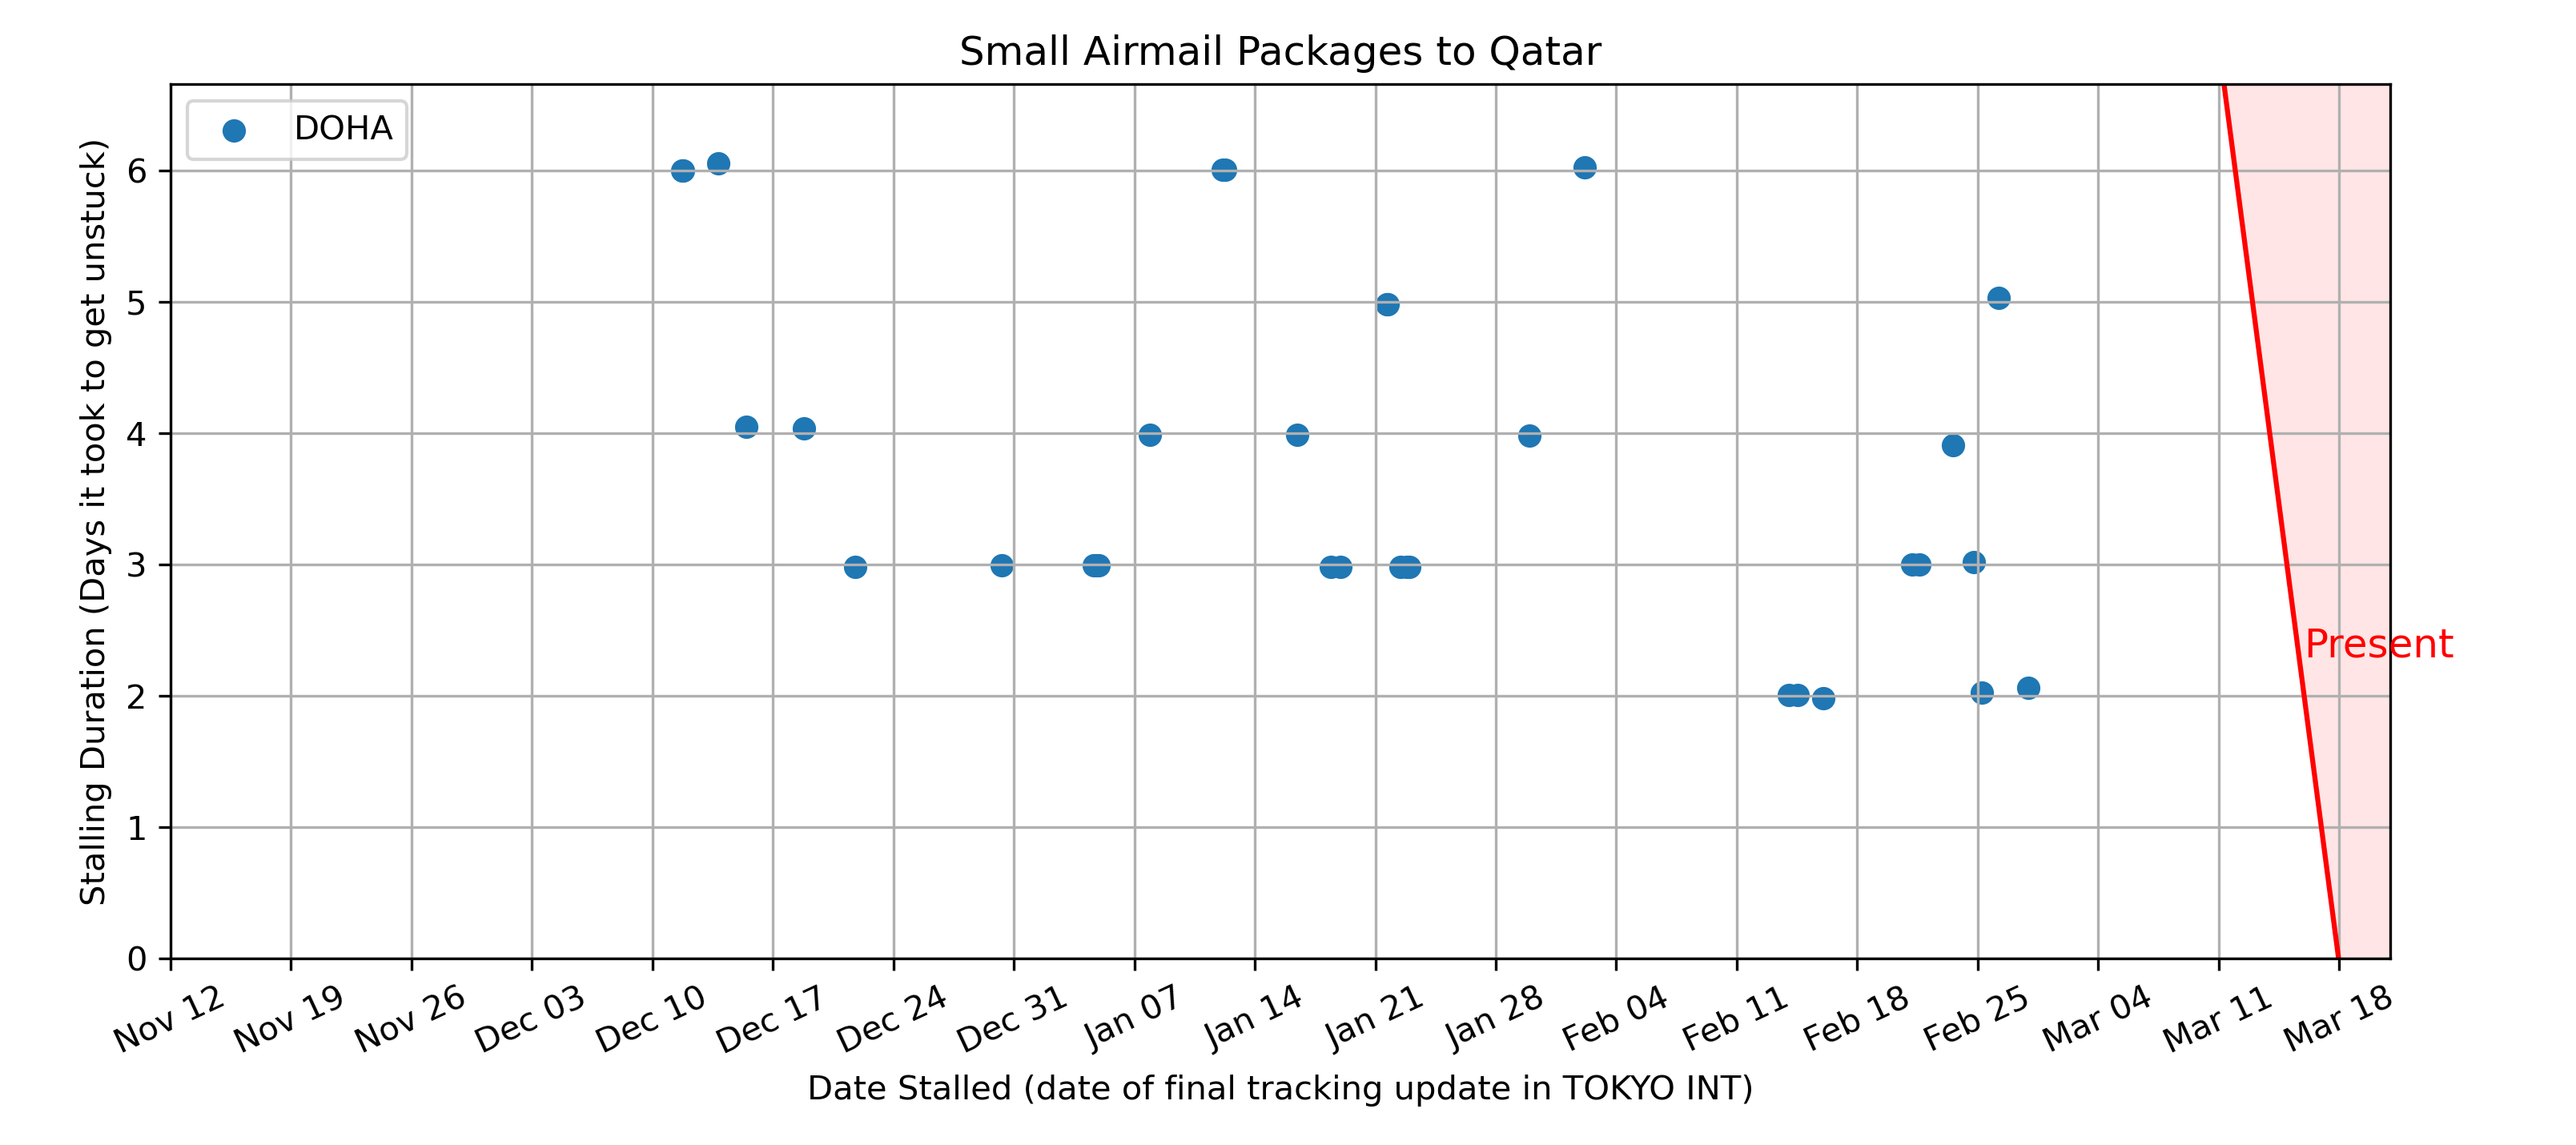 Small Airmail Packages to Qatar
DOHA
Stalling Duration (Days it took to get unstuck)
6
5
4
3
2
1
0
Present
Nov 12
Nov 19
Nov 26
Dec 03
Dec 10
Dec 17
Dec 24
Dec 31
Jan 07
Jan 14
Jan 21
Jan 28
Feb 04
Feb 11
Feb 18
Feb 25
Mar 04
Mar 11
Mar 18
Date Stalled (date of final tracking update in TOKYO INT)